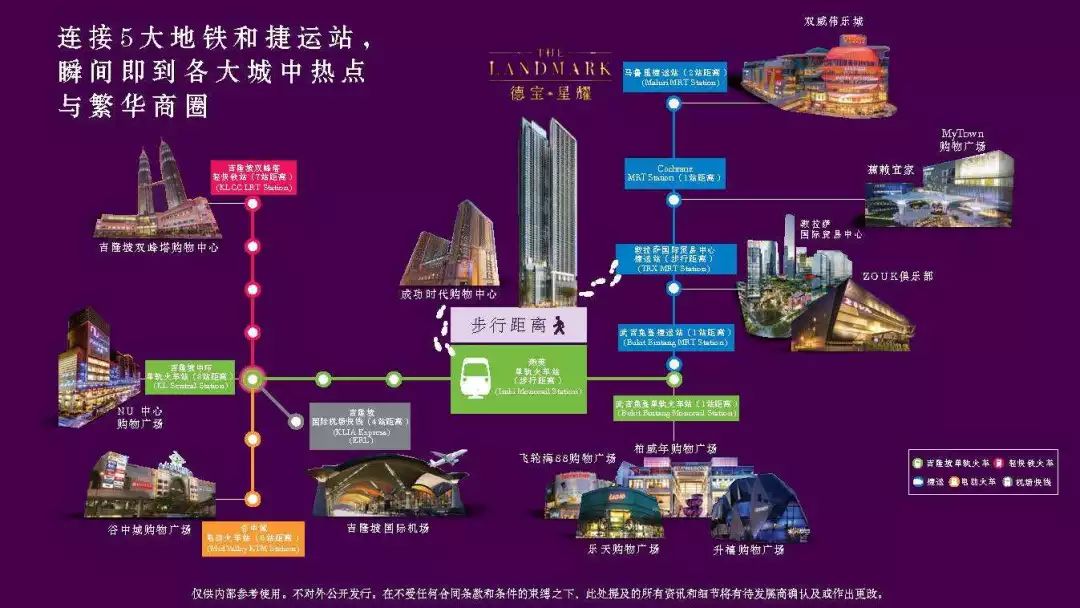 连接5大地铁和捷运站，
瞬间即到各大城中热点
与繁华商圈
THE
LANDMARK
德宝·星耀
双威伟乐城
马鲁里捷运站（2站距离）
(Maluri MRT Station)
MyTown
购物广场
蕉赖宜家
Cochrane
MRT Station（1站距离）
吉隆坡双峰塔
轻快铁站（7站距离）
(KLCC LRT Station)
吉隆坡双峰塔购物中心
敦拉萨
国际贸易中心
敦拉萨国际贸易中心
捷运站（步行距离）
(TRX MRT Station)
ZOUK俱乐部
成功时代购物中心
步行距离
武吉免登捷运站（1站距离）
(Bukit Bintang MRT Station)
燕美
单轨火车站
（步行距离）
(Imbi Monorail Station)
吉隆坡中环
单轨火车站（4站距离）
(KL Sentral Station)
NU 中心
购物广场
吉隆坡
国际机场快铁（4站距离）
(KLIA Express)
(ERL)
武吉免登单轨火车站（1站距离）
(Bukit Bintang Monorail Station)
柏威年购物广场
飞轮海88购物广场
吉隆坡单轨火车
轻快铁火车
捷运
电动火车
机场快铁
谷中城购物广场
谷中城
电动火车站（6站距离）
(Mid Valley KTM Station)
吉隆坡国际机场
乐天购物广场
升禧购物广场
仅供内部参考使用。不对外公开发行。在不受任何合同条款和条件的束缚之下，此处提及的所有资讯和细节将有待发展商确认及或作出更改。